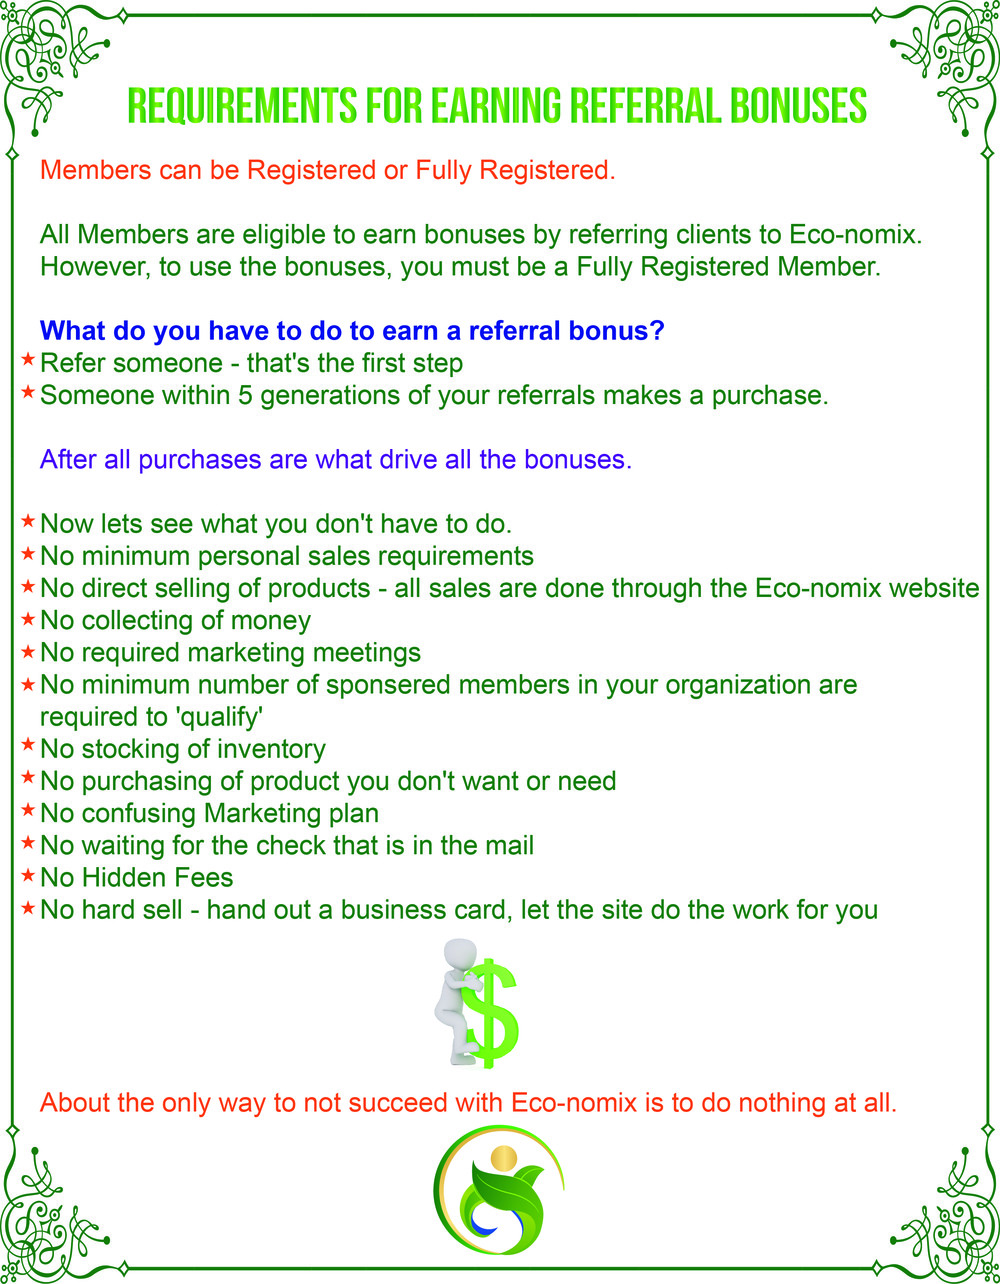 REQUIREMENTS FOR EARNING REFERRAL BONUSES
Members can be Registered or Fully Registered.
All Members are eligible to earn bonuses by referring clients to Eco-nomix.
However, to use the bonuses, you must be a Fully Registered Member.
What do you have to do to earn a referral bonus?
Refer someone - that's the first step
Someone within 5 generations of your referrals makes a purchase.
After all purchases are what drive all the bonuses.
Now lets see what you don't have to do.
No minimum personal sales requirements
No direct selling of products - all sales are done through the Eco-nomix website
No collecting of money
No required marketing meetings
No minimum number of sponsered members in your organization are
required to 'qualify'
No stocking of inventory
No purchasing of product you don't want or need
No confusing Marketing plan
No waiting for the check that is in the mail
No Hidden Fees
No hard sell - hand out a business card, let the site do the work for you
$
About the only way to not succeed with Eco-nomix is to do nothing at all.